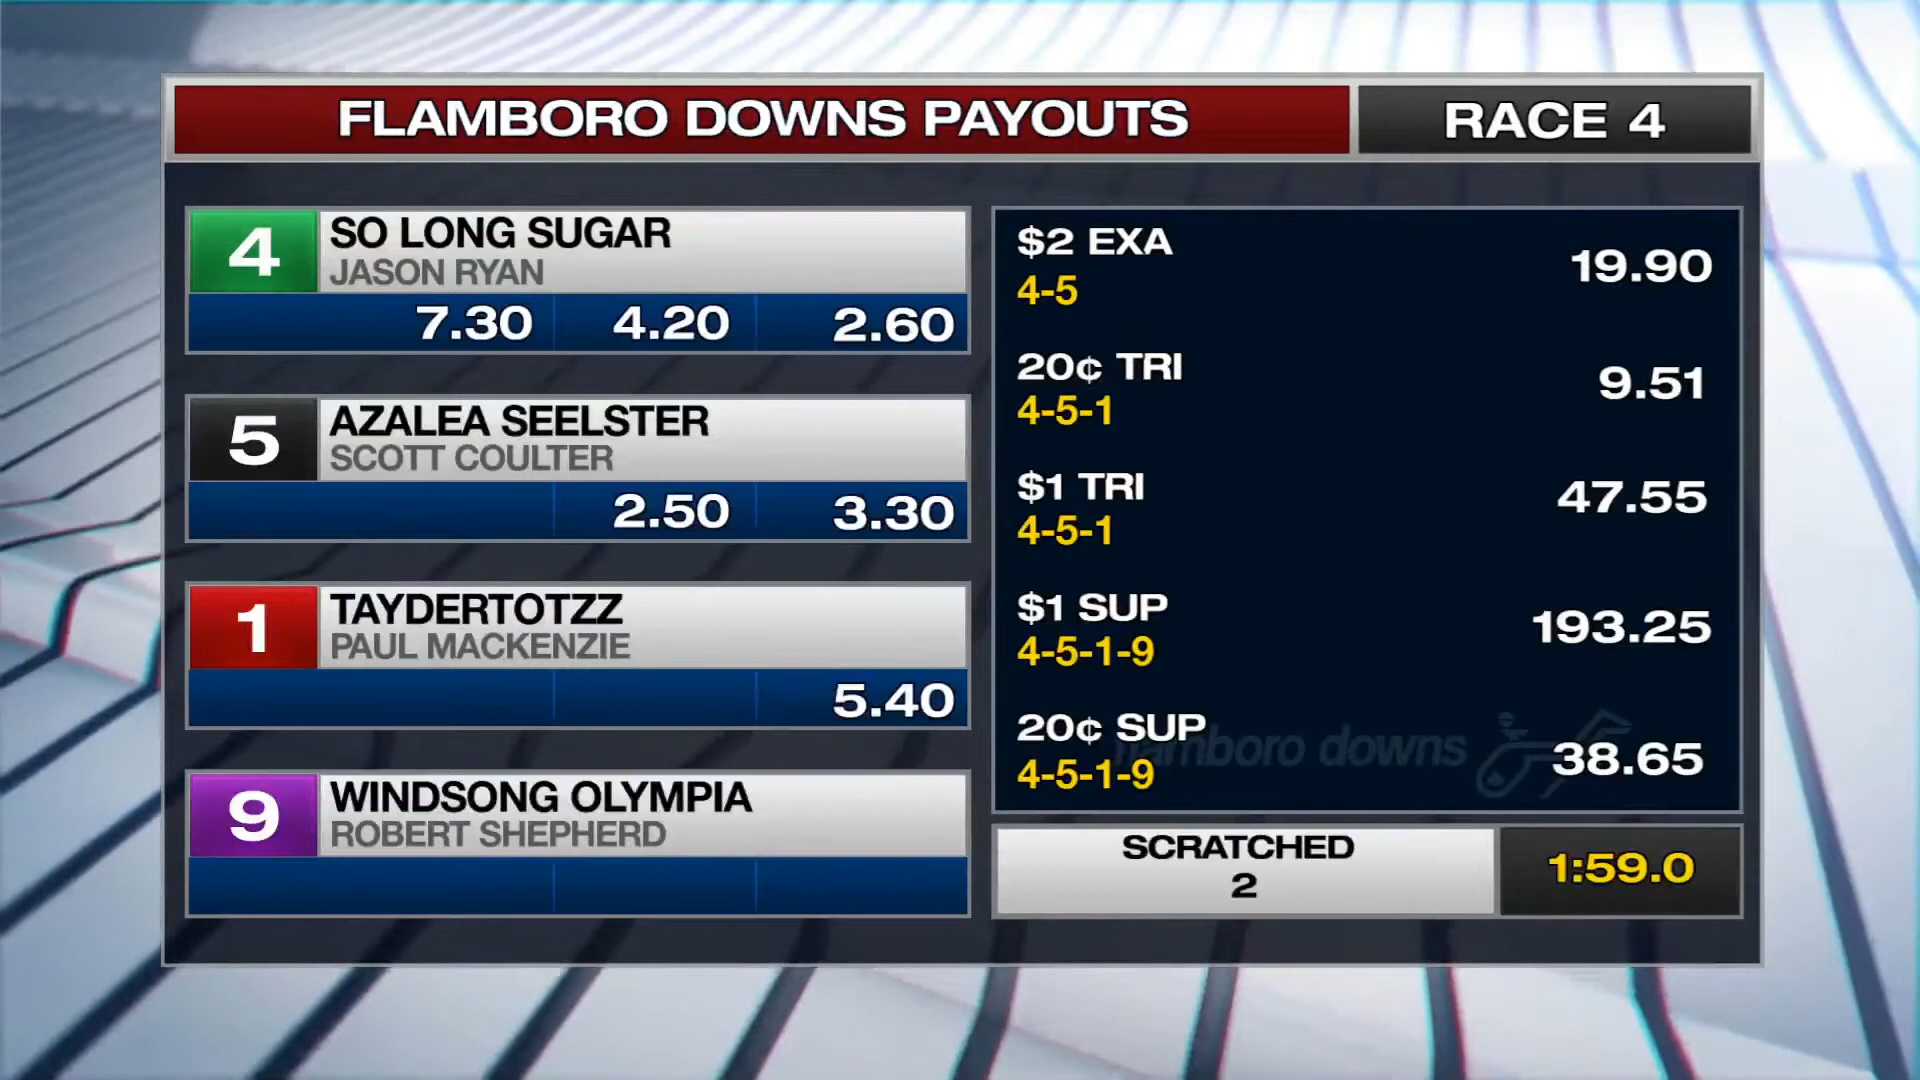 FLAMBORO DOWNS PAYOUTS
RACE 4
4
SO LONG SUGAR
JASON RYAN
7.30 4.20 2.60
5
AZALEA SEELSTER
SCOTT COULTER
2.50 3.30
1
TAYDERTOTZZ
PAUL MACKENZIE
5.40
9
WINDSONG OLYMPIA
ROBERT SHEPHERD
$2 EXA
4-5
19.90
20¢ TRI
4-5-1
9.51
$1 TRI
4-5-1
47.55
$1 SUP
4-5-1-9
193.25
20¢ SUP
4-5-1-9
38.65
flamboro downs
SCRATCHED
2
1:59.0